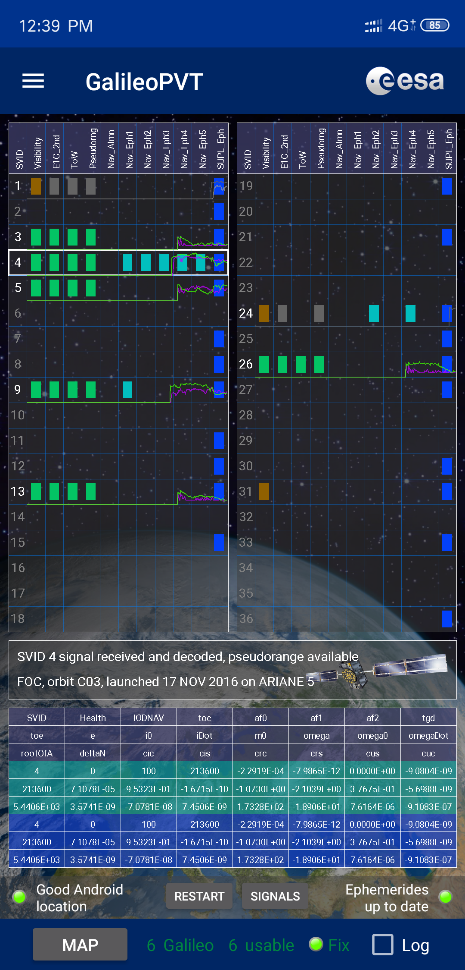 12:39 PM
4G+ 85
GalileoPVT
esa
SVID Visibility E1C_2nd ToW Pseudorng Nav_Almn Nav_Eph1 Nav_Eph2 Nav_Eph3 Nav_Eph4 Nav_Eph5 SUPL_Eph
1
2
3
4
5
6
7
8
9
10
11
12
13
14
15
16
17
18
SVID Visibility E1C_2nd ToW Pseudorng Nav_Almn Nav_Eph1 Nav_Eph2 Nav_Eph3 Nav_Eph4 Nav_Eph5 SUPL_Eph
19
20
21
22
23
24
25
26
27
28
29
30
31
32
33
34
35
36
SVID 4 signal received and decoded, pseudorange available
FOC, orbit C03, launched 17 NOV 2016 on ARIANE 5
SVID Health IODNAV toc af0 af1 af2 tgd
toe e i0 iDot m0 omega omega0 omegaDot
rootOfA deltaN cic cis crc crs cus cuc
4 0 100 213600 -2.2919E-04 -7.9865E-12 0.0000E+00 -9.0804E-09
213600 7.1078E-05 9.5323E-01 -1.6715E-10 -1.0730E+00 -2.1039E+00 3.7675E-01 -5.6980E-09
5.4406E+03 3.5741E-09 -7.0781E-08 7.4506E-09 1.7328E+02 1.8906E+01 7.6164E-06 9.1083E-07
4 0 100 213600 -2.2919E-04 -7.9865E-12 0.0000E+00 -9.0804E-09
213600 7.1078E-05 9.5323E-01 -1.6715E-10 -1.0730E+00 -2.1039E+00 3.7675E-01 -5.6980E-09
5.4406E+03 3.5741E-09 -7.0781E-08 7.4506E-09 1.7328E+02 1.8906E+01 7.6164E-06 9.1083E-07
Good Android
location
RESTART
SIGNALS
Ephemerides
up to date
MAP
6 Galileo 6 usable Fix
Log